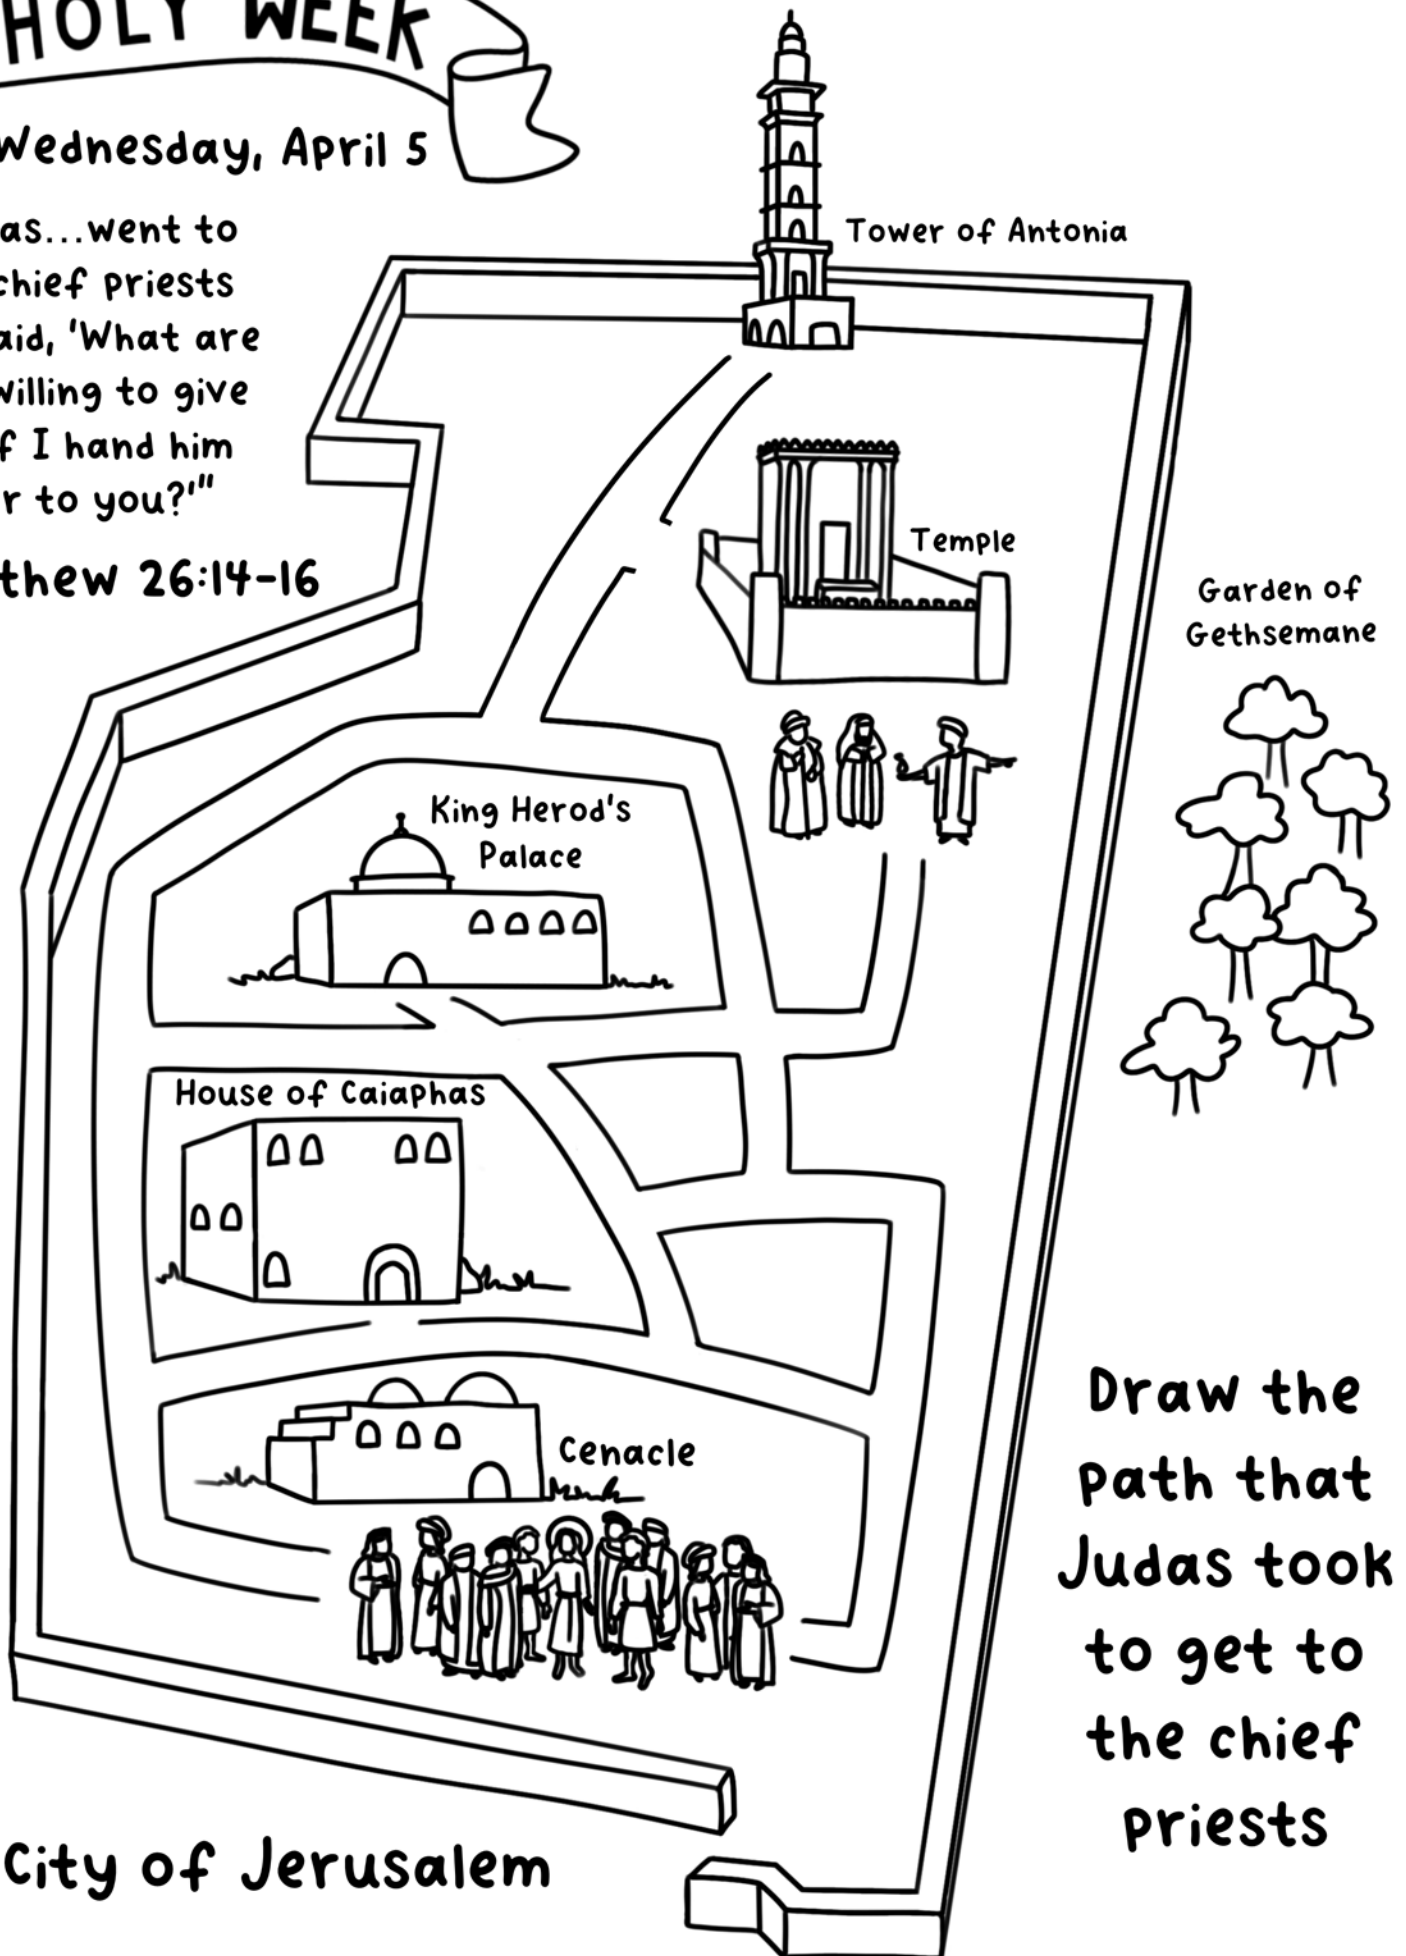 HOLY WEEK
Wednesday, April 5
as...went to
chief priests
aid, 'What are
willing to give
f I hand him
r to you?'"
thew 26:14-16
Tower of Antonia
Temple
Garden of
Gethsemane
King Herod's
Palace
House of Caiaphas
Cenacle
Draw the
path that
Judas took
to get to
the chief
priests
City of Jerusalem